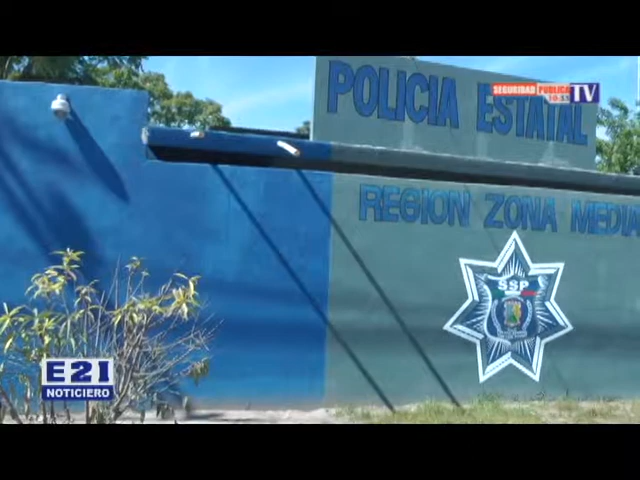 POLICIA ESTATAL
SEGURIDAD PUBLICA TV
REGION ZONA MEDIA
SSP
E21
NOTICIERO